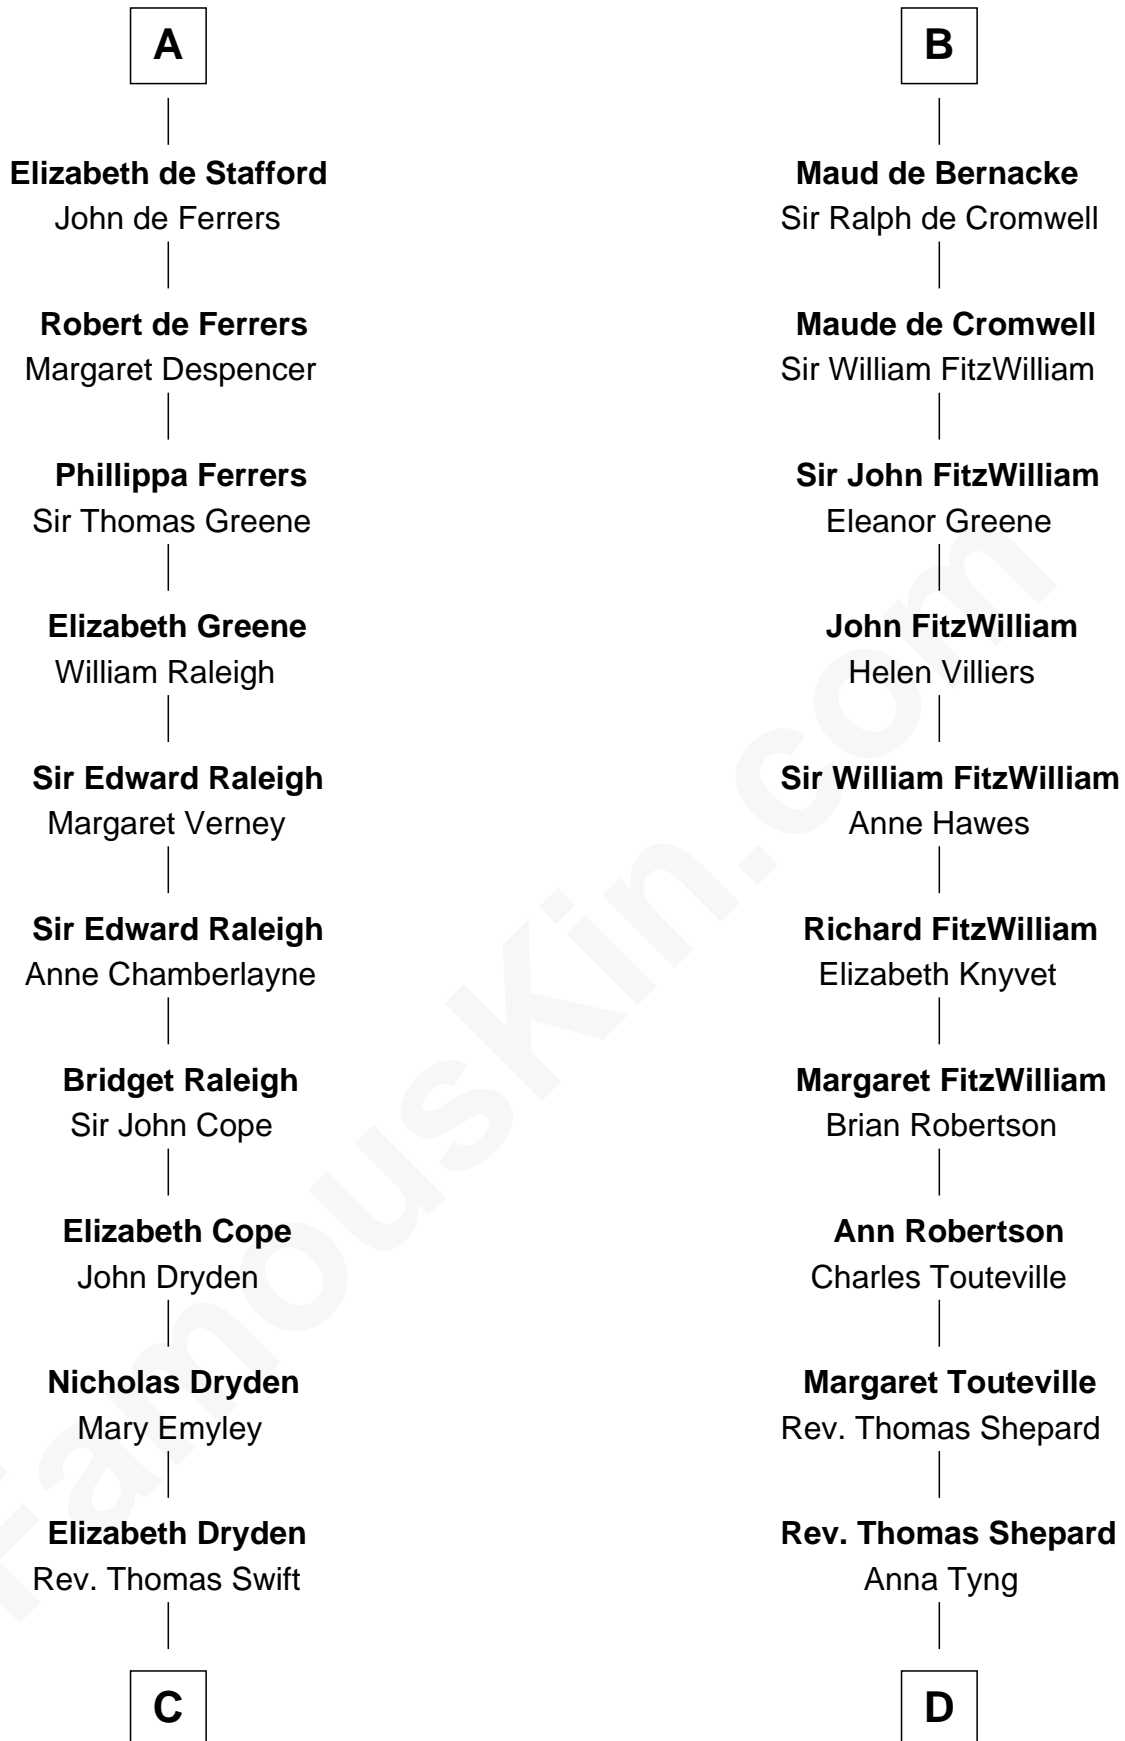 A
Elizabeth de Stafford
John de Ferrers
Robert de Ferrers
Margaret Despencer
Phillippa Ferrers
Sir Thomas Greene
Elizabeth Greene
William Raleigh
Sir Edward Raleigh
Margaret Verney
Sir Edward Raleigh
Anne Chamberlayne
Bridget Raleigh
Sir John Cope
Elizabeth Cope
John Dryden
Nicholas Dryden
Mary Emyley
Elizabeth Dryden
Rev. Thomas Swift
C
B
Maud de Bernacke
Sir Ralph de Cromwell
Maude de Cromwell
Sir William FitzWilliam
Sir John FitzWilliam
Eleanor Greene
John FitzWilliam
Helen Villiers
Sir William FitzWilliam
Anne Hawes
Richard FitzWilliam
Elizabeth Knyvet
Margaret FitzWilliam
Brian Robertson
Ann Robertson
Charles Touteville
Margaret Touteville
Rev. Thomas Shepard
Rev. Thomas Shepard
Anna Tyng
D
FamousKin.com